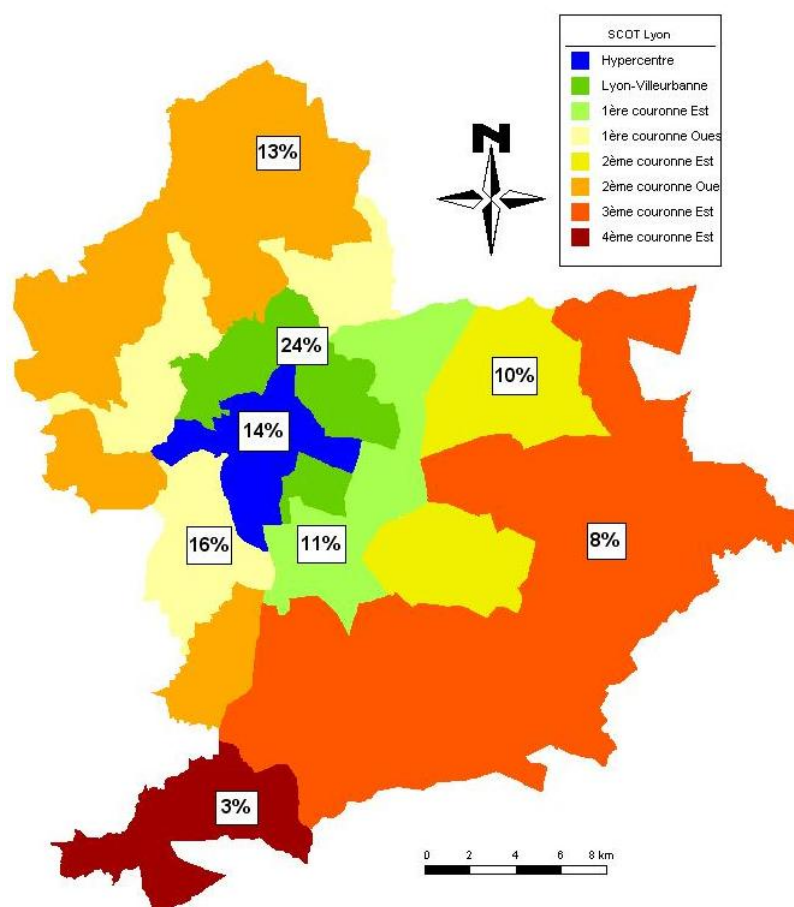 SCOT Lyon
Hypercentre
Lyon-Villeurbanne
1ère couronne Est
1ère couronne Oues
2ème couronne Est
2ème couronne Oue
3ème couronne Est
4ème couronne Est
N
13%
24%
10%
14%
16%
11%
8%
3%
0 2 4 6 8 km